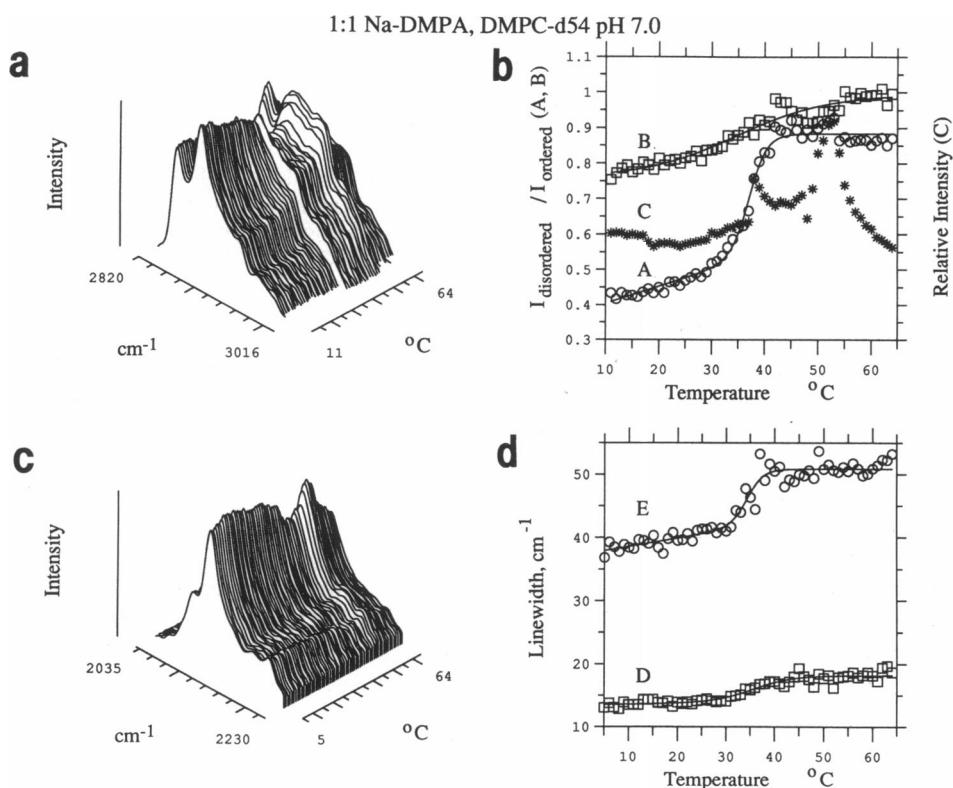 1:1 Na-DMPA, DMPC-d54 pH 7.0
a
Intensity
2820
cm-1
3016
11
oC
64
b
I disordered / I ordered (A, B)
1.1
1
0.9
0.8
0.7
0.6
0.5
0.4
0.3
B
C
A
Relative Intensity (C)
10 20 30 40 50 60
Temperature oC
c
Intensity
2035
cm-1
2230
5
oC
64
d
Linewidth, cm-1
50
40
30
20
10
E
D
10 20 30 40 50 60
Temperature oC